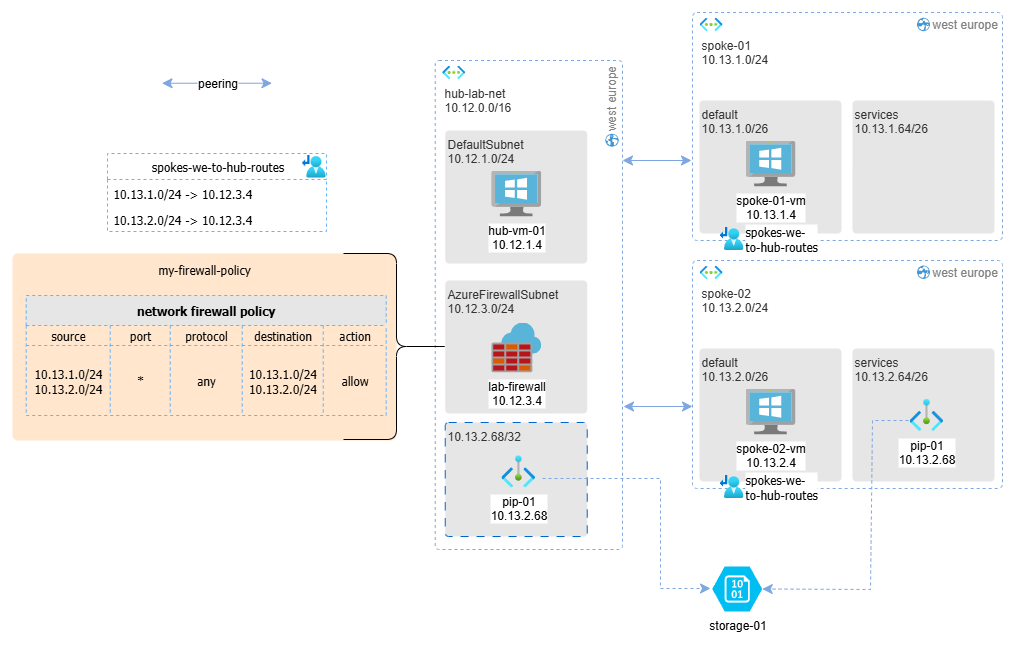 peering
spokes-we-to-hub-routes
10.13.1.0/24 -> 10.12.3.4
10.13.2.0/24 -> 10.12.3.4
my-firewall-policy
network firewall policy
source port protocol destination action
10.13.1.0/24
10.13.2.0/24
*
any
10.13.1.0/24
10.13.2.0/24
allow
west europe
hub-lab-net
10.12.0.0/16
DefaultSubnet
10.12.1.0/24
hub-vm-01
10.12.1.4
AzureFirewallSubnet
10.12.3.0/24
lab-firewall
10.12.3.4
10.13.2.68/32
pip-01
10.13.2.68
west europe
spoke-01
10.13.1.0/24
default
10.13.1.0/26
spoke-01-vm
10.13.1.4
spokes-we-
to-hub-routes
services
10.13.1.64/26
west europe
spoke-02
10.13.2.0/24
default
10.13.2.0/26
spoke-02-vm
10.13.2.4
spokes-we-
to-hub-routes
services
10.13.2.64/26
pip-01
10.13.2.68
10
01
storage-01